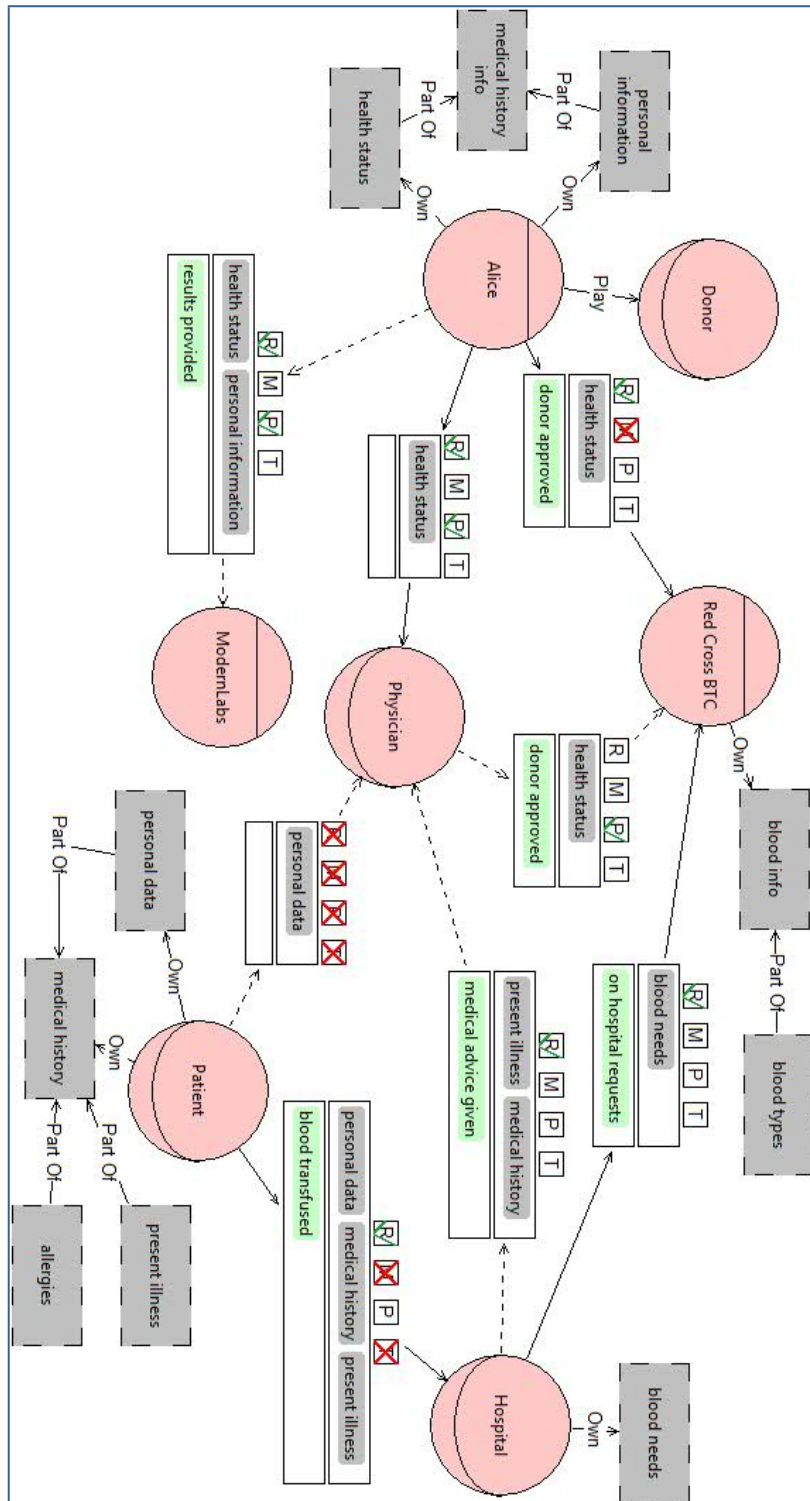 Donor
Play
Alice
Own
personal
information
Part Of
medical history
info
Part Of
health status
Own
R M P T
health status
donor approved
R M P T
health status
R M P T
health status personal information
results provided
Red Cross BTC
Own
blood info
Part Of
blood types
R M P T
health status
donor approved
Physician
ModernLabs
R M P T
blood needs
on hospital requests
R M P T
present illness medical history
medical advice given
R M P T
personal data
Patient
Own
personal data
Part Of
Own
medical history
Part Of
present illness
Part Of
allergies
R M P T
personal data medical history present illness
blood transfused
Hospital
Own
blood needs